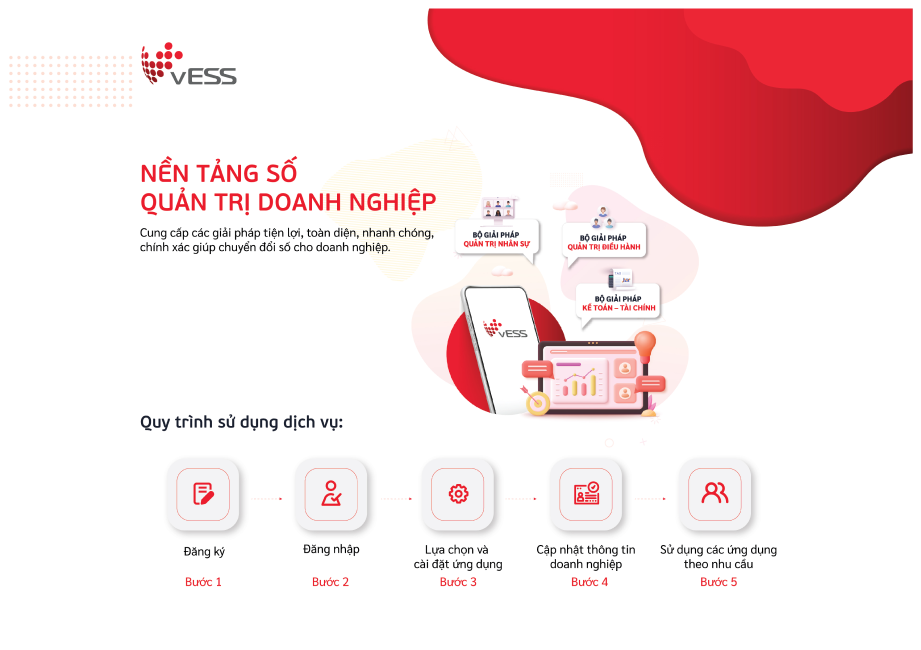 vESS
NỀN TẢNG SỐ
QUẢN TRỊ DOANH NGHIỆP
Cung cấp các giải pháp tiện lợi, toàn diện, nhanh chóng,
chính xác giúp chuyển đổi số cho doanh nghiệp.
BỘ GIẢI PHÁP
QUẢN TRỊ NHÂN SỰ
BỘ GIẢI PHÁP
QUẢN TRỊ ĐIỀU HÀNH
BỘ GIẢI PHÁP
KẾ TOÁN – TÀI CHÍNH
vESS
Quy trình sử dụng dịch vụ:
Đăng ký
Bước 1
Đăng nhập
Bước 2
Lựa chọn và
cài đặt ứng dụng
Bước 3
Cập nhật thông tin
doanh nghiệp
Bước 4
Sử dụng các ứng dụng
theo nhu cầu
Bước 5